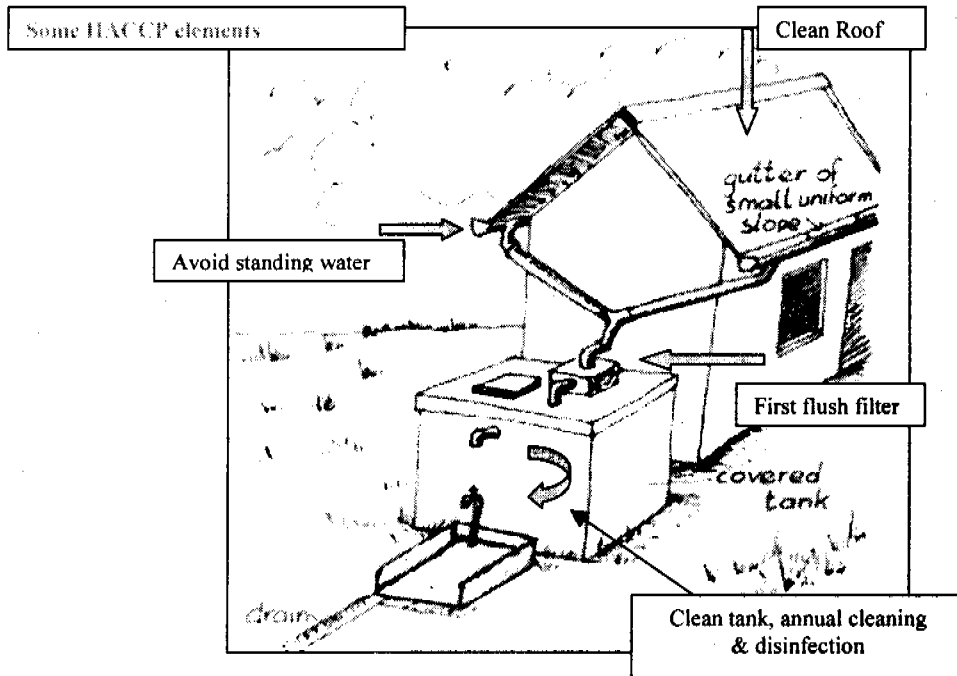 Some HACCP elements
Clean Roof
gutter of
small uniform
slope
Avoid standing water
First flush filter
covered
tank
drain
Clean tank, annual cleaning
& disinfection